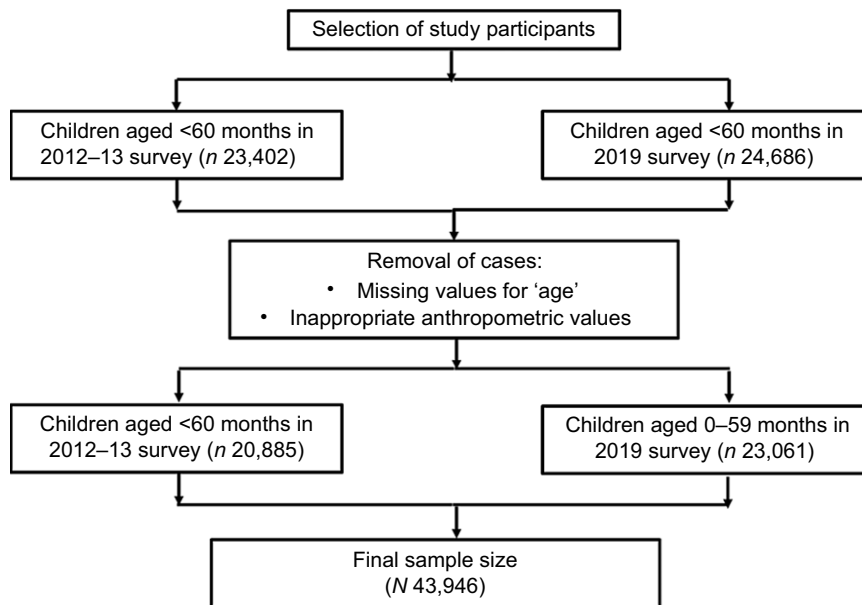 Selection of study participants
Children aged <60 months in
2012–13 survey (n 23,402)
Children aged <60 months in
2019 survey (n 24,686)
Removal of cases:
• Missing values for ‘age’
• Inappropriate anthropometric values
Children aged <60 months in
2012–13 survey (n 20,885)
Children aged 0–59 months in
2019 survey (n 23,061)
Final sample size
(N 43,946)